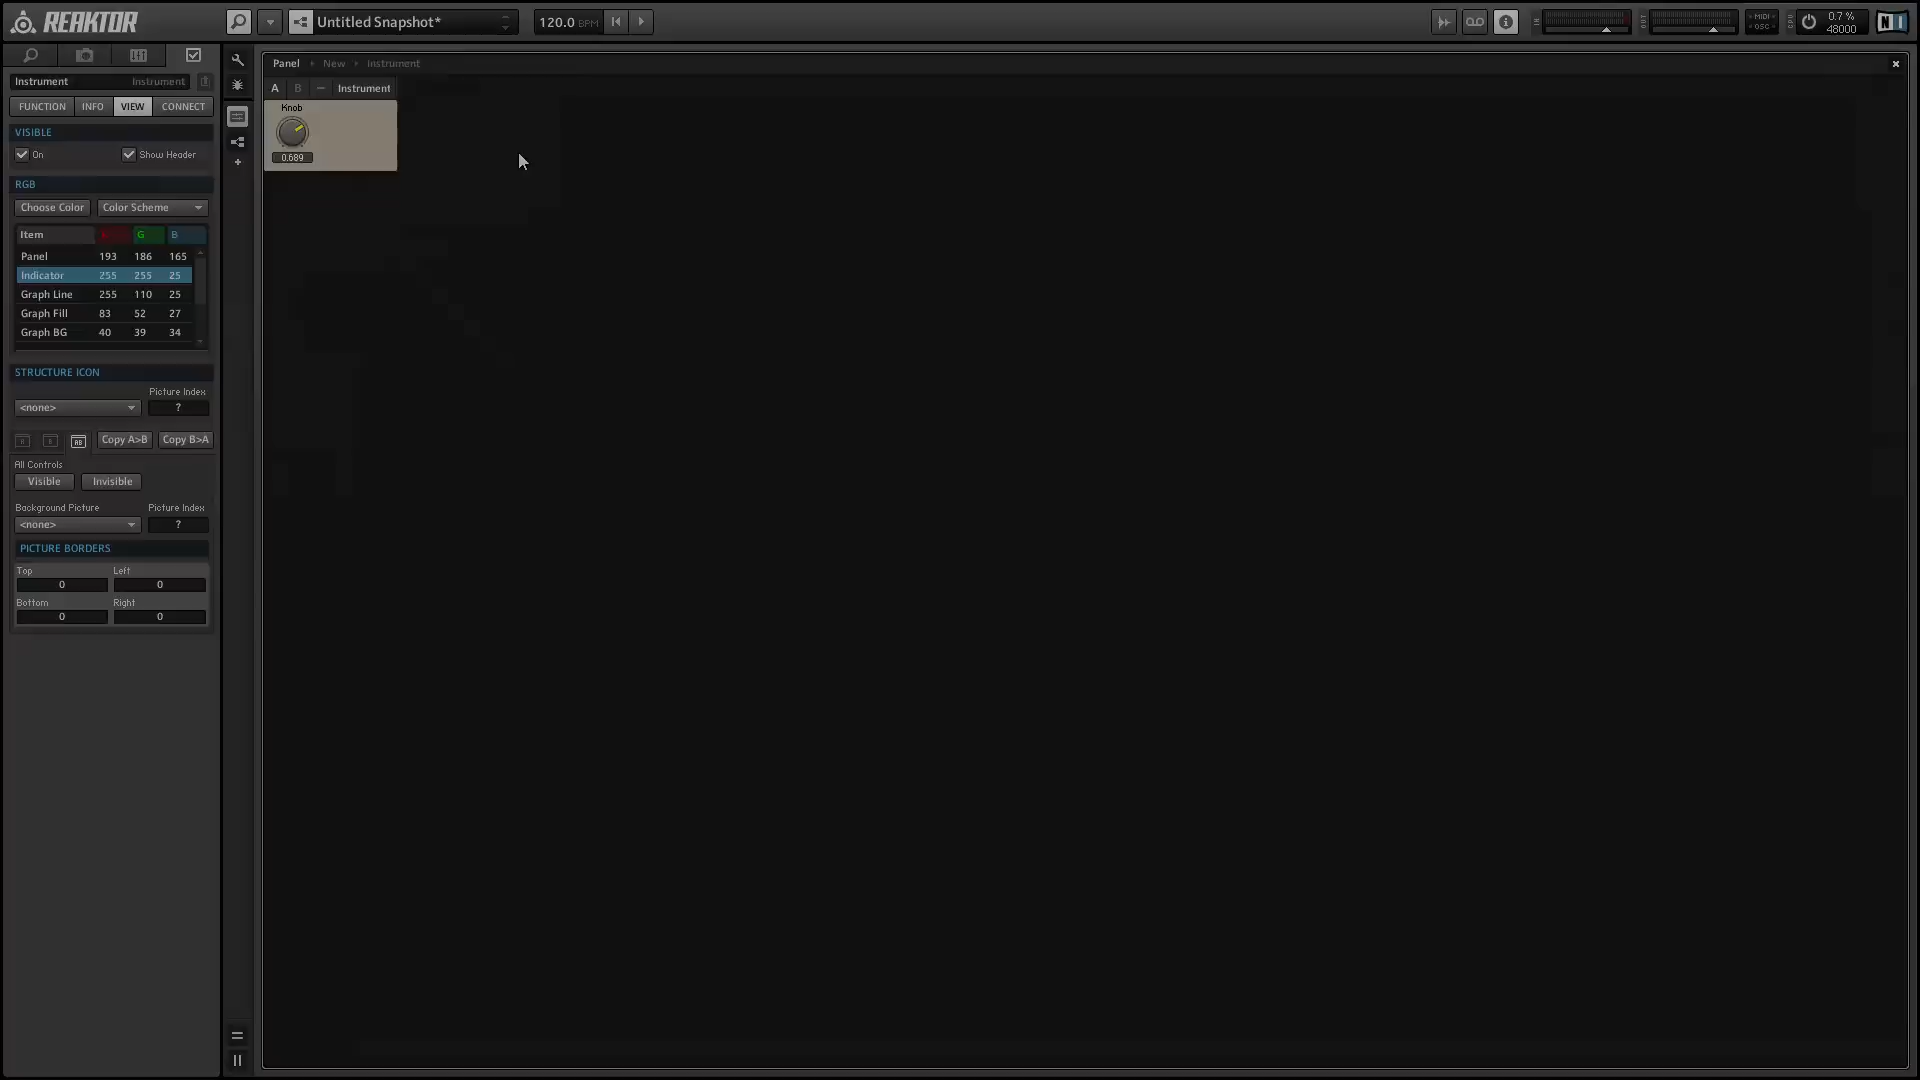 REAKTOR
Untitled Snapshot*
120.0 BPM
MIDI
OSC
0.7 %
48000
Instrument Instrument
FUNCTION INFO VIEW CONNECT
VISIBLE
On Show Header
RGB
Choose Color Color Scheme
Item G B
Panel 193 186 165
Indicator 255 255 25
Graph Line 255 110 25
Graph Fill 83 52 27
Graph BG 40 39 34
STRUCTURE ICON
Picture Index
<none> ?
AB Copy A>B Copy B>A
All Controls
Visible Invisible
Background Picture Picture Index
<none> ?
PICTURE BORDERS
Top Left
0 0
Bottom Right
0 0
Panel New Instrument
A B Instrument
Knob
0.689